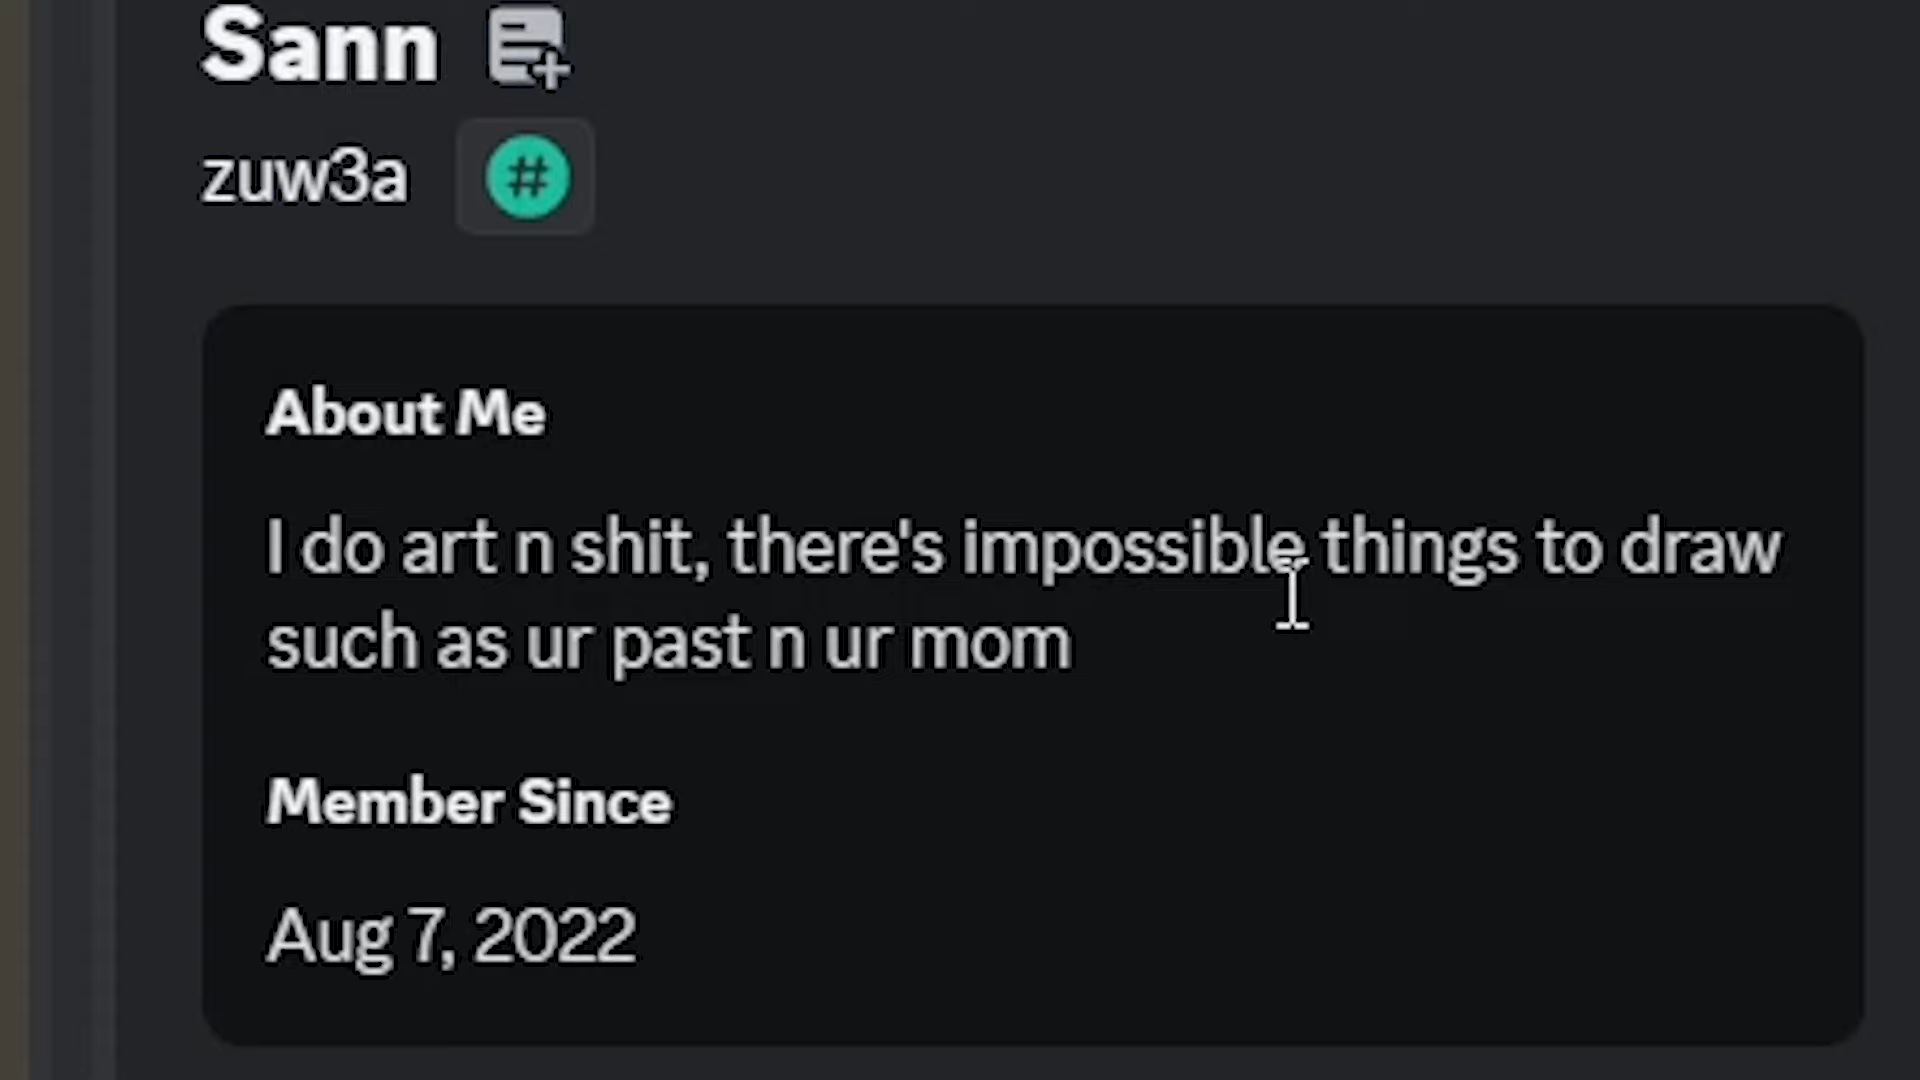 Sann
zuw3a #
About Me
I do art n shit, there's impossible things to draw
such as ur past n ur mom
Member Since
Aug 7, 2022